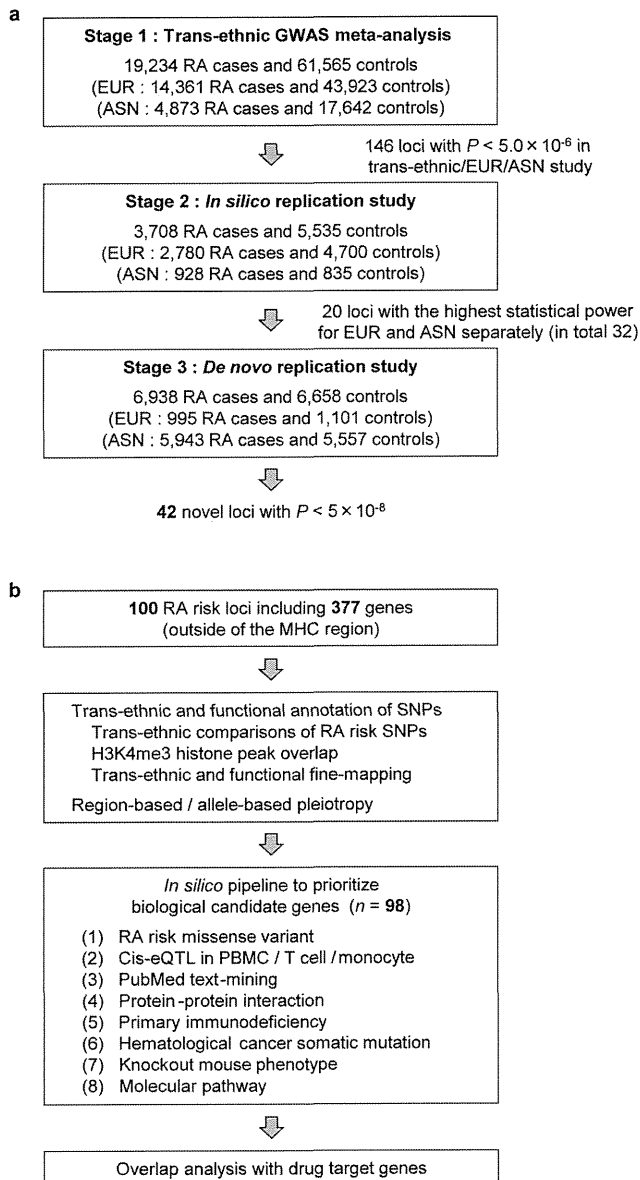 a
Stage 1 : Trans-ethnic GWAS meta-analysis
19,234 RA cases and 61,565 controls
(EUR : 14,361 RA cases and 43,923 controls)
(ASN : 4,873 RA cases and 17,642 controls)
146 loci with P < 5.0 × 10⁻⁶ in
trans-ethnic/EUR/ASN study
Stage 2 : In silico replication study
3,708 RA cases and 5,535 controls
(EUR : 2,780 RA cases and 4,700 controls)
(ASN : 928 RA cases and 835 controls)
20 loci with the highest statistical power
for EUR and ASN separately (in total 32)
Stage 3 : De novo replication study
6,938 RA cases and 6,658 controls
(EUR : 995 RA cases and 1,101 controls)
(ASN : 5,943 RA cases and 5,557 controls)
42 novel loci with P < 5 × 10⁻⁸
b
100 RA risk loci including 377 genes
(outside of the MHC region)
Trans-ethnic and functional annotation of SNPs
Trans-ethnic comparisons of RA risk SNPs
H3K4me3 histone peak overlap
Trans-ethnic and functional fine-mapping
Region-based / allele-based pleiotropy
In silico pipeline to prioritize
biological candidate genes (n = 98)
(1) RA risk missense variant
(2) Cis-eQTL in PBMC / T cell / monocyte
(3) PubMed text-mining
(4) Protein-protein interaction
(5) Primary immunodeficiency
(6) Hematological cancer somatic mutation
(7) Knockout mouse phenotype
(8) Molecular pathway
Overlap analysis with drug target genes